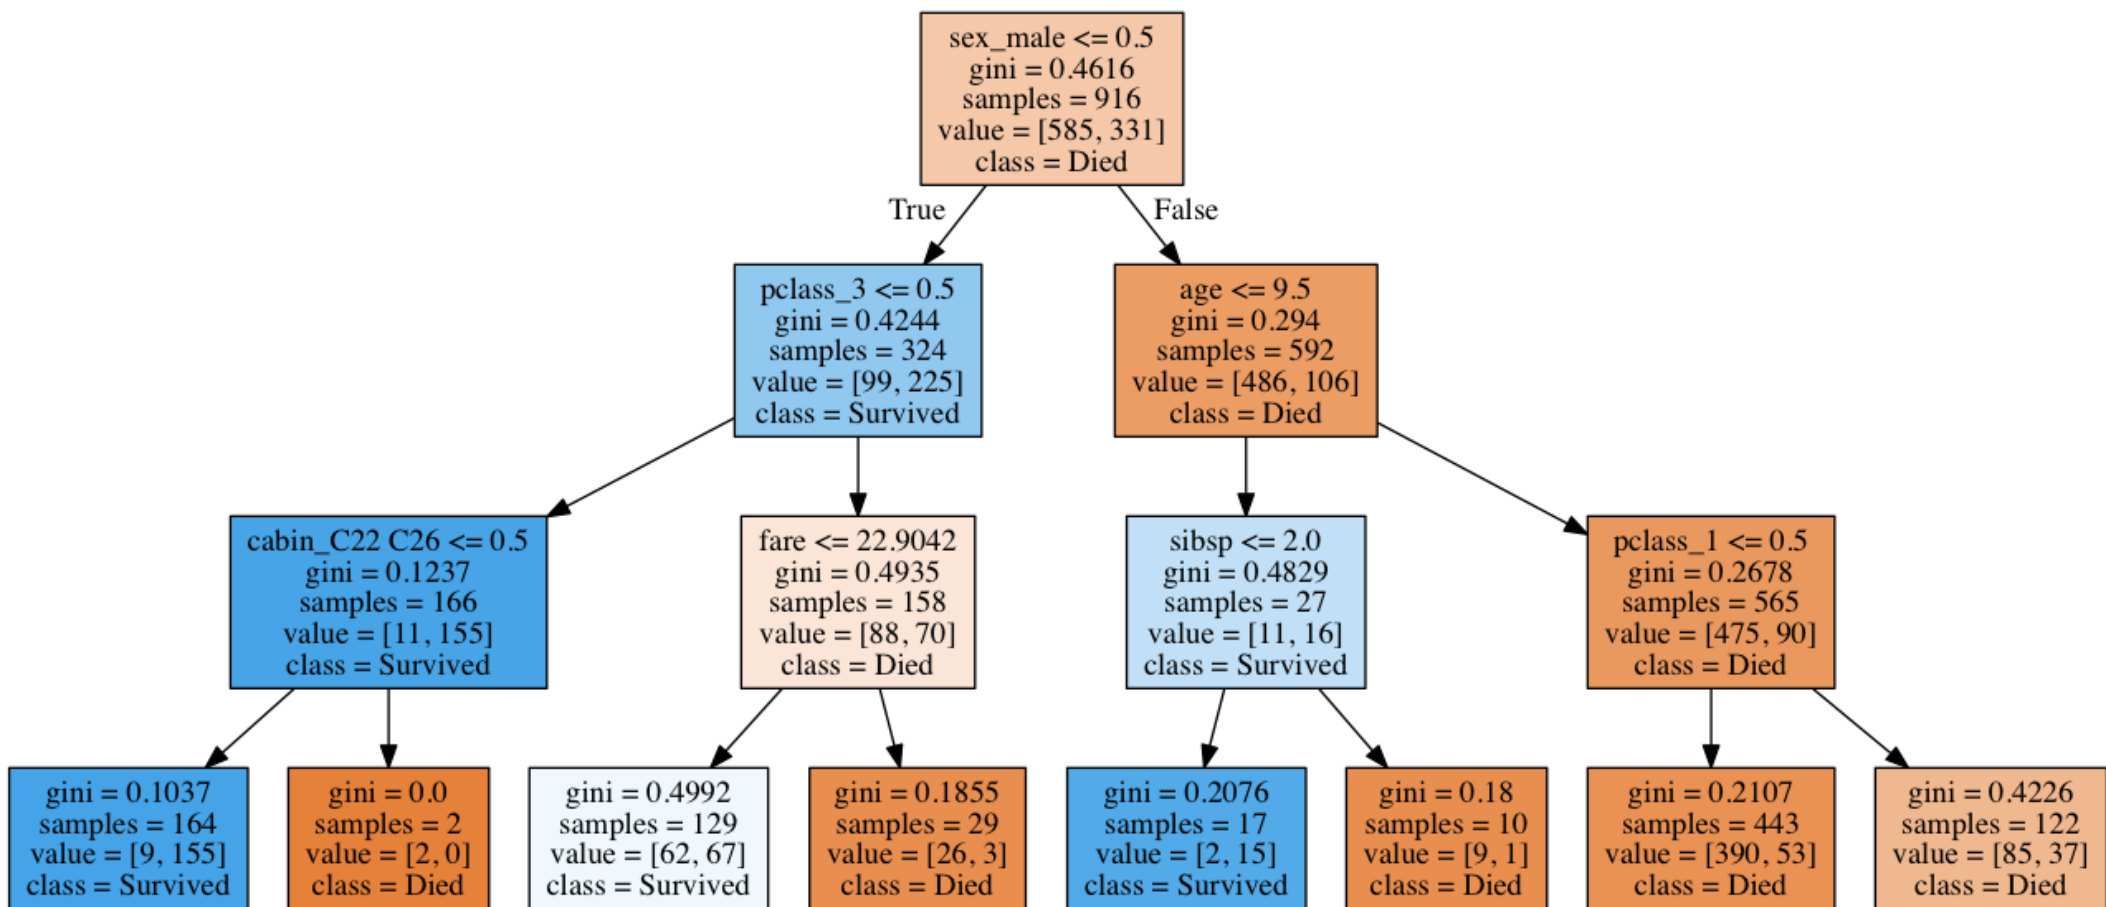 sex_male <= 0.5
gini = 0.4616
samples = 916
value = [585, 331]
class = Died
True
False
pclass_3 <= 0.5
gini = 0.4244
samples = 324
value = [99, 225]
class = Survived
age <= 9.5
gini = 0.294
samples = 592
value = [486, 106]
class = Died
cabin_C22 C26 <= 0.5
gini = 0.1237
samples = 166
value = [11, 155]
class = Survived
fare <= 22.9042
gini = 0.4935
samples = 158
value = [88, 70]
class = Died
sibsp <= 2.0
gini = 0.4829
samples = 27
value = [11, 16]
class = Survived
pclass_1 <= 0.5
gini = 0.2678
samples = 565
value = [475, 90]
class = Died
gini = 0.1037
samples = 164
value = [9, 155]
class = Survived
gini = 0.0
samples = 2
value = [2, 0]
class = Died
gini = 0.4992
samples = 129
value = [62, 67]
class = Survived
gini = 0.1855
samples = 29
value = [26, 3]
class = Died
gini = 0.2076
samples = 17
value = [2, 15]
class = Survived
gini = 0.18
samples = 10
value = [9, 1]
class = Died
gini = 0.2107
samples = 443
value = [390, 53]
class = Died
gini = 0.4226
samples = 122
value = [85, 37]
class = Died